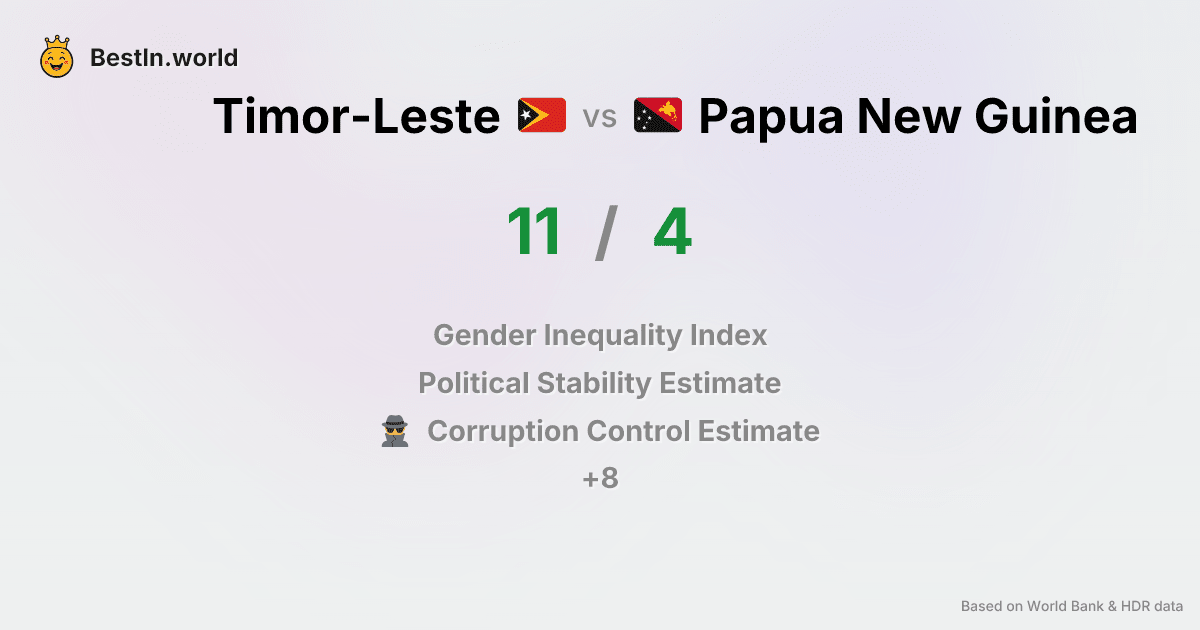 BestIn.world
Timor-Leste vs Papua New Guinea
11 / 4
Gender Inequality Index
Political Stability Estimate
Corruption Control Estimate
+8
Based on World Bank & HDR data